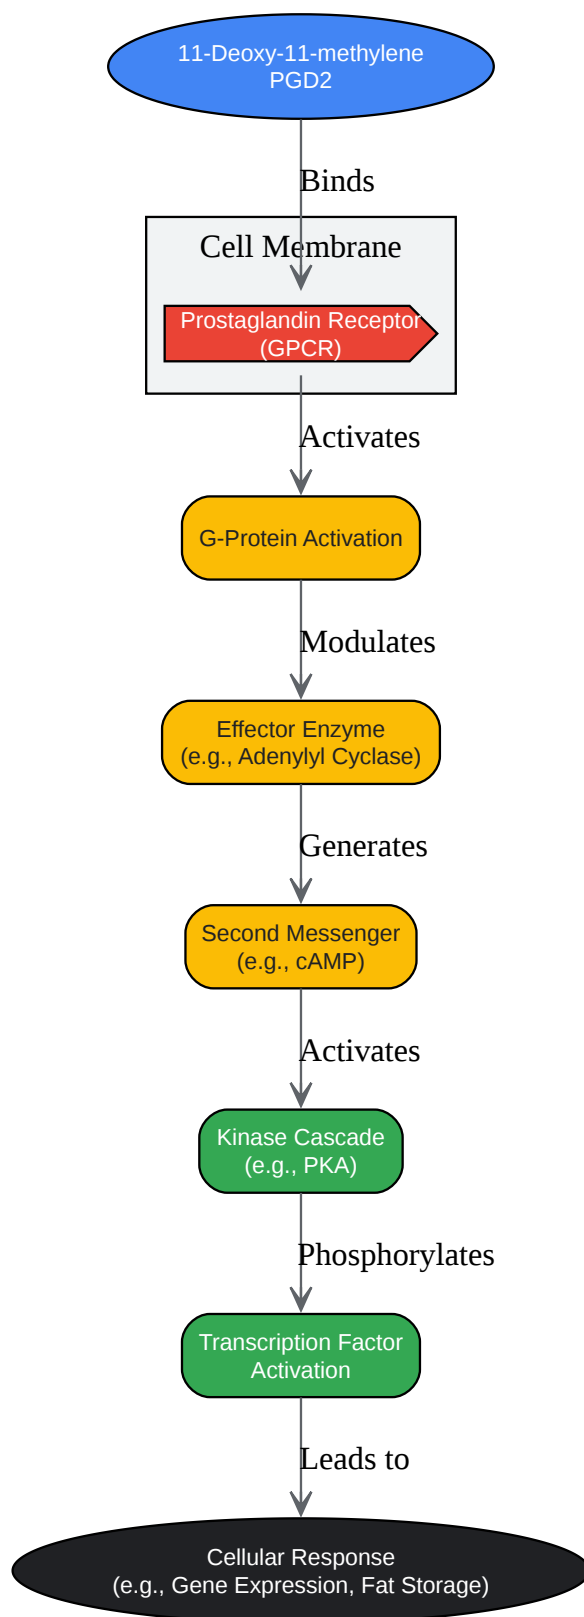 11-Deoxy-11-methylene
PGD2
Binds
Cell Membrane
Prostaglandin Receptor
(GPCR)
Activates
G-Protein Activation
Modulates
Effector Enzyme
(e.g., Adenylyl Cyclase)
Generates
Second Messenger
(e.g., cAMP)
Activates
Kinase Cascade
(e.g., PKA)
Phosphorylates
Transcription Factor
Activation
Leads to
Cellular Response
(e.g., Gene Expression, Fat Storage)